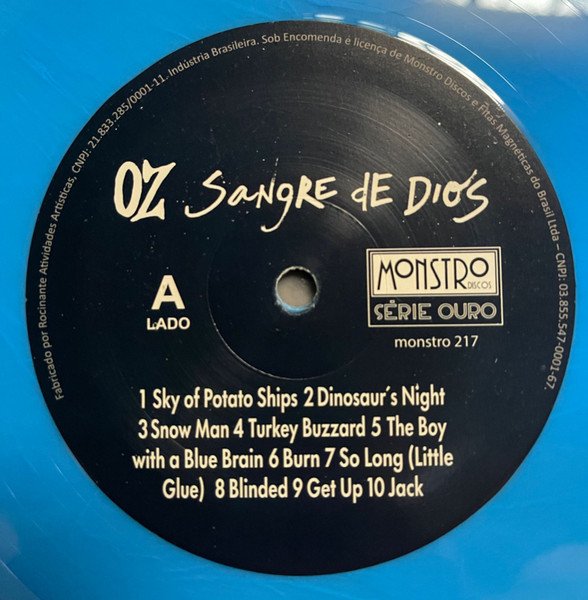 Fabricado por Rocinante Atividades Artísticas, CNPJ: 21.833.285/0001-11. Indústria Brasileira. Sob Encomenda e licença de Monstro Discos e Fitas Magnéticas do Brasil Ltda – CNPJ: 03.855.547-0001-67.
OZ SANGRE DE DIOS
A
LADO
MONSTRO
DISCOS
SÉRIE OURO
monstro 217
1 Sky of Potato Ships 2 Dinosaur's Night
3 Snow Man 4 Turkey Buzzard 5 The Boy
with a Blue Brain 6 Burn 7 So Long (Little
Glue) 8 Blinded 9 Get Up 10 Jack